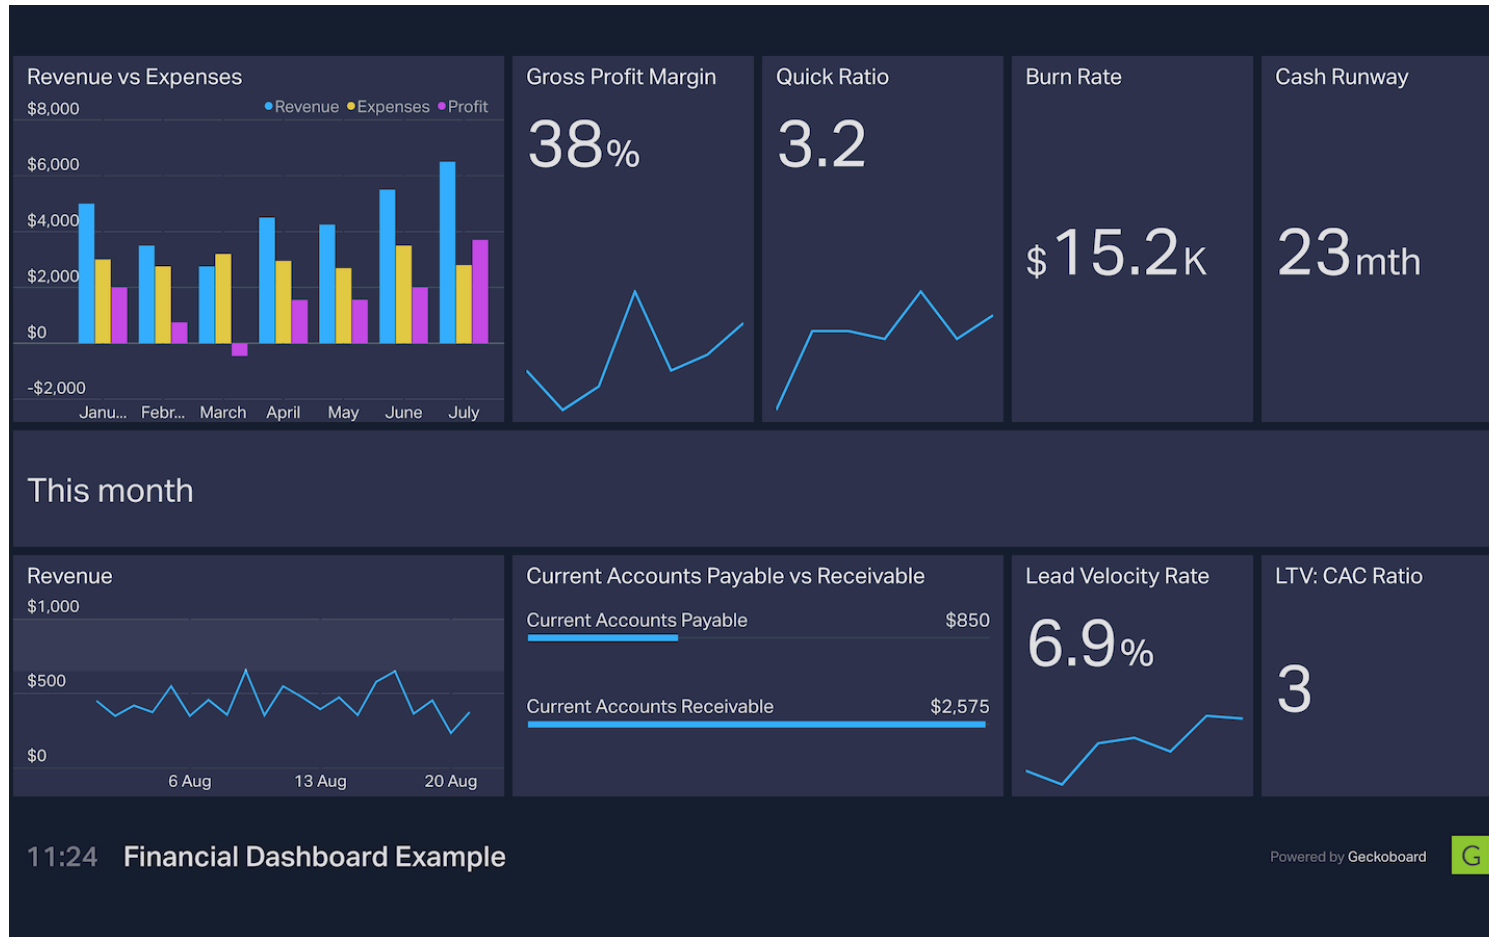 Revenue vs Expenses
Revenue Expenses Profit
$8,000
$6,000
$4,000
$2,000
$0
-$2,000
Janu... Febr... March April May June July
Gross Profit Margin
38%
Quick Ratio
3.2
Burn Rate
$15.2K
Cash Runway
23mth
This month
Revenue
$1,000
$500
$0
6 Aug 13 Aug 20 Aug
Current Accounts Payable vs Receivable
Current Accounts Payable $850
Current Accounts Receivable $2,575
Lead Velocity Rate
6.9%
LTV: CAC Ratio
3
11:24 Financial Dashboard Example
Powered by Geckoboard
G